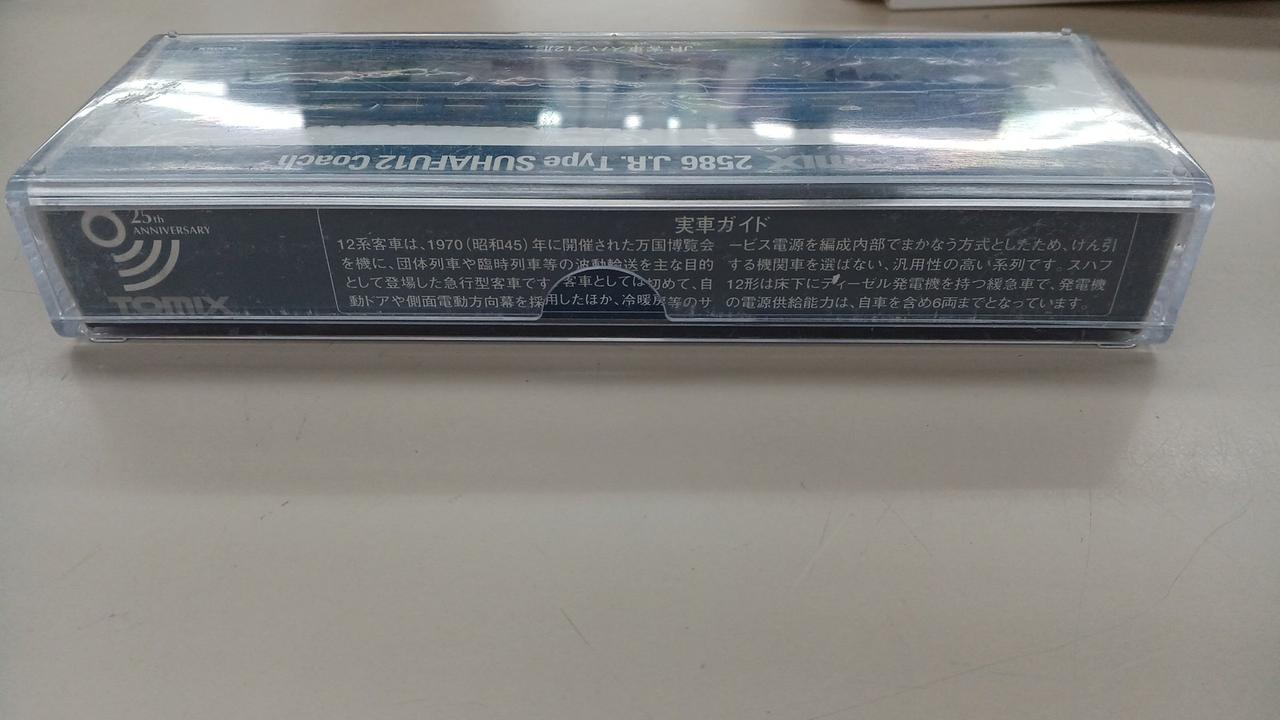 JR 客車 スハフ12形
2586 J.R. Type SUHAFU12 Coach
25th
ANNIVERSARY
TOMIX
実車ガイド
12系客車は、1970(昭和45)年に開催された万国博覧会
を機に、団体列車や臨時列車等の波動輸送を主な目的
として登場した急行型客車です。客車としては初めて、自
動ドアや側面電動方向幕を採用したほか、冷暖房等のサ
ービス電源を編成内部でまかなう方式としたため、けん引
する機関車を選ばない、汎用性の高い系列です。スハフ
12形は床下にディーゼル発電機を持つ緩急車で、発電機
の電源供給能力は、自車を含め6両までとなっています。